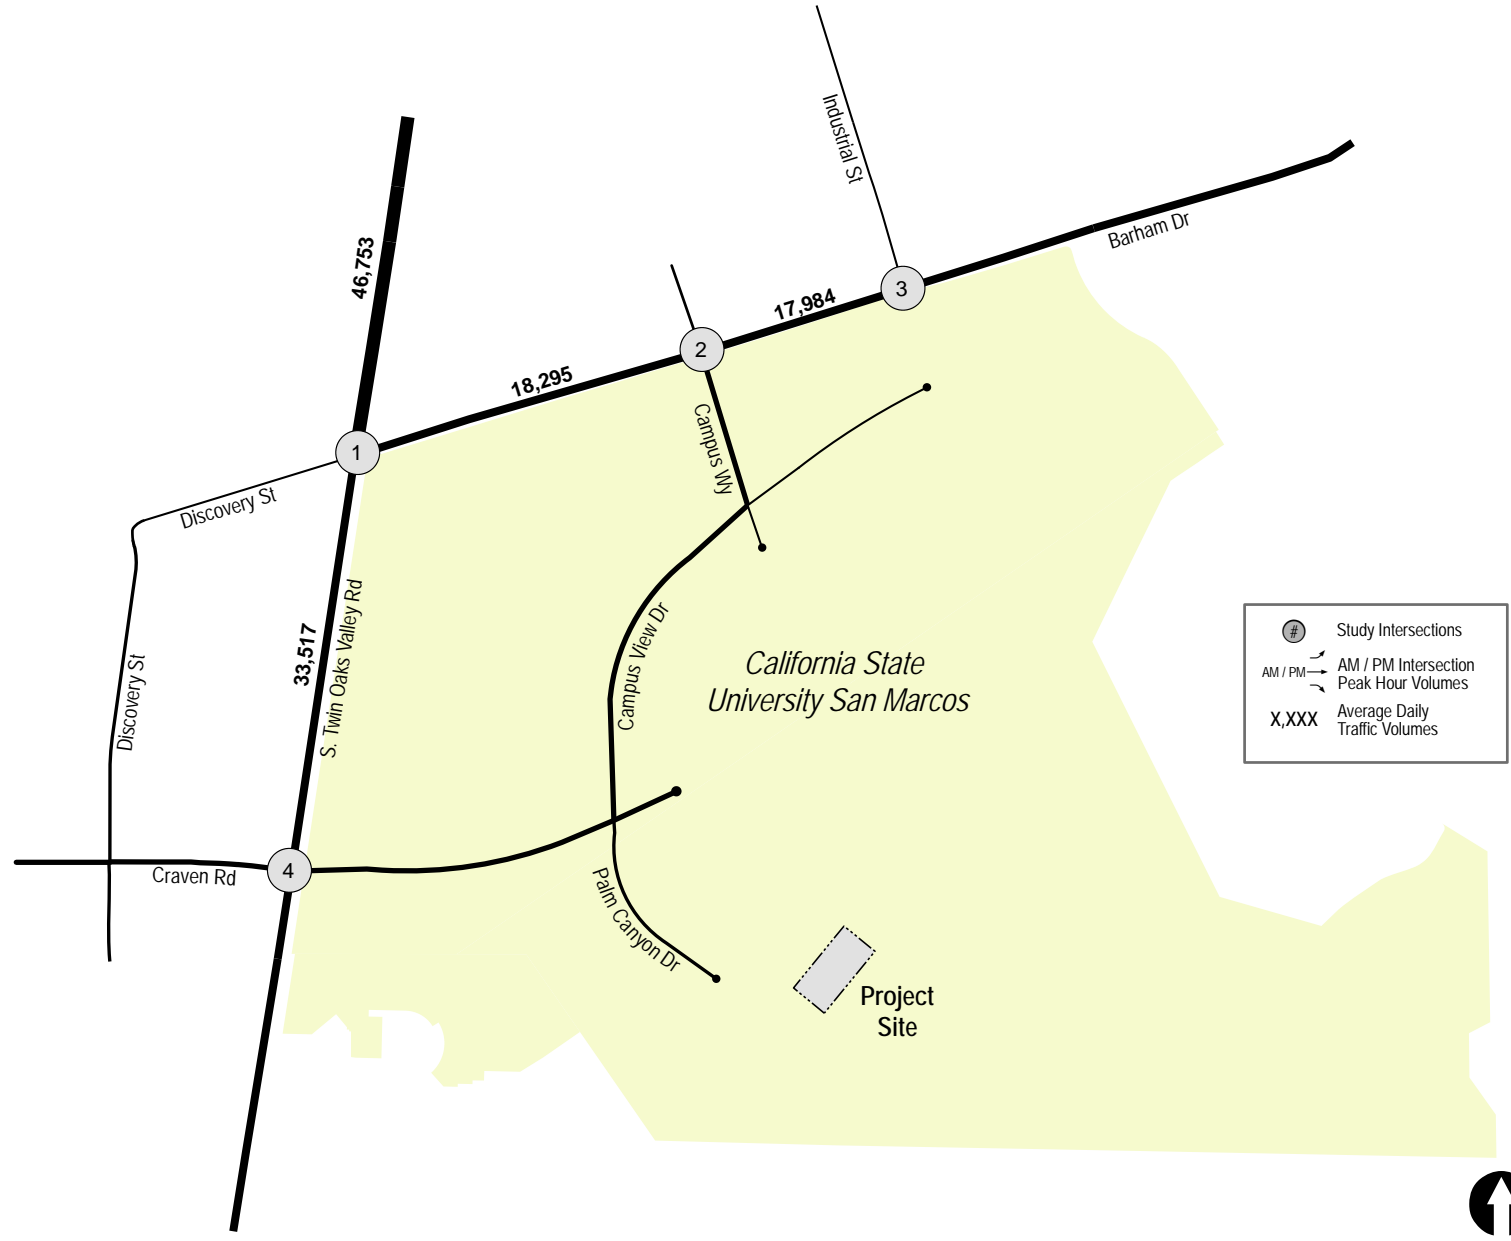 Industrial St
Barham Dr
46,753
3
17,984
2
18,295
Campus Wy
1
Discovery St
33,517
S. Twin Oaks Valley Rd
Discovery St
Campus View Dr
California State
University San Marcos
#
Study Intersections
AM / PM
AM / PM Intersection
Peak Hour Volumes
X,XXX
Average Daily
Traffic Volumes
4
Craven Rd
Palm Canyon Dr
Project
Site